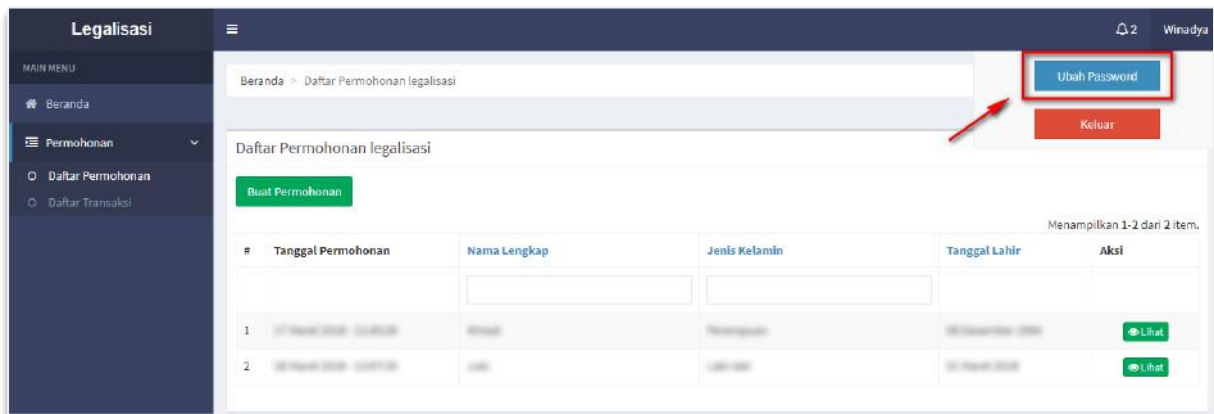 Legalisasi
2 Winadya
MAIN MENU
Beranda
Permohonan
Daftar Permohonan
Daftar Transaksi
Beranda > Daftar Permohonan legalisasi
Ubah Password
Keluar
Daftar Permohonan legalisasi
Buat Permohonan
Menampilkan 1-2 dari 2 item.
# Tanggal Permohonan Nama Lengkap Jenis Kelamin Tanggal Lahir Aksi
1 Lihat
2 Lihat